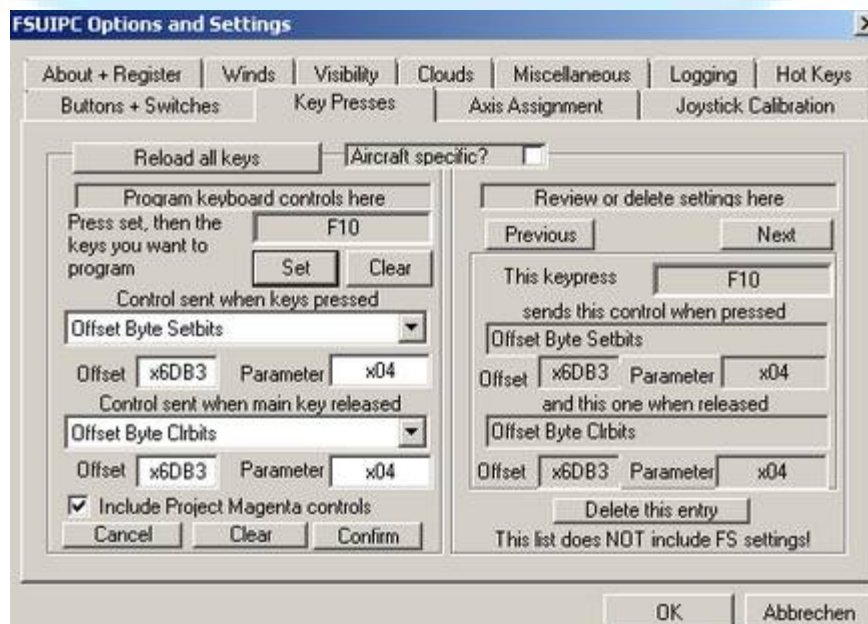 FSUIPC Options and Settings
About + Register Winds Visibility Clouds Miscellaneous Logging Hot Keys
Buttons + Switches Key Presses Axis Assignment Joystick Calibration
Reload all keys Aircraft specific?
Program keyboard controls here
Press set, then the
keys you want to
program
F10
Set Clear
Control sent when keys pressed
Offset Byte Setbits
Offset x6DB3 Parameter x04
Control sent when main key released
Offset Byte Clrbits
Offset x6DB3 Parameter x04
Include Project Magenta controls
Cancel Clear Confirm
Review or delete settings here
Previous Next
This keypress F10
sends this control when pressed
Offset Byte Setbits
Offset x6DB3 Parameter x04
and this one when released
Offset Byte Clrbits
Offset x6DB3 Parameter x04
Delete this entry
This list does NOT include FS settings!
OK Abbrechen